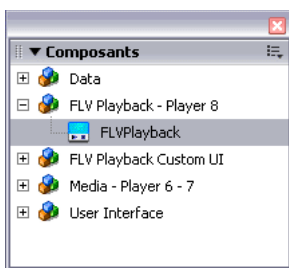 Composants
Data
FLV Playback - Player 8
FLVPlayback
FLV Playback Custom UI
Media - Player 6 - 7
User Interface